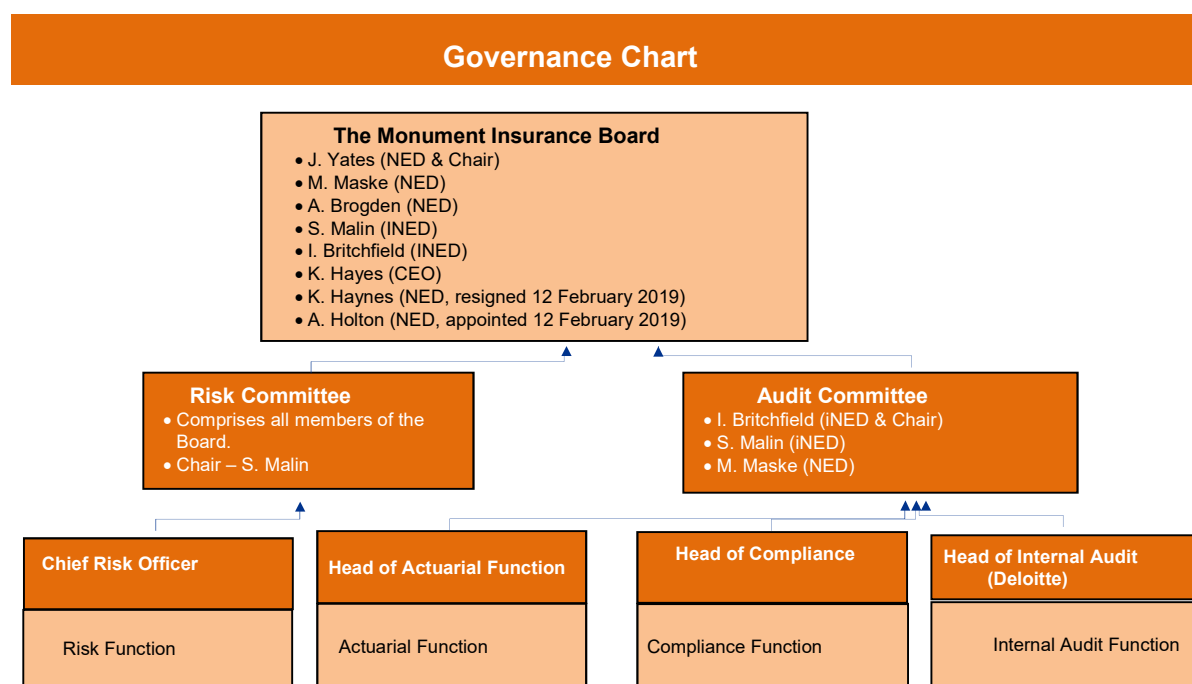 Governance Chart
The Monument Insurance Board
• J. Yates (NED & Chair)
• M. Maske (NED)
• A. Brogden (NED)
• S. Malin (INED)
• I. Britchfield (INED)
• K. Hayes (CEO)
• K. Haynes (NED, resigned 12 February 2019)
• A. Holton (NED, appointed 12 February 2019)
Risk Committee
• Comprises all members of the
Board.
• Chair – S. Malin
Audit Committee
• I. Britchfield (iNED & Chair)
• S. Malin (iNED)
• M. Maske (NED)
Chief Risk Officer
Risk Function
Head of Actuarial Function
Actuarial Function
Head of Compliance
Compliance Function
Head of Internal Audit
(Deloitte)
Internal Audit Function